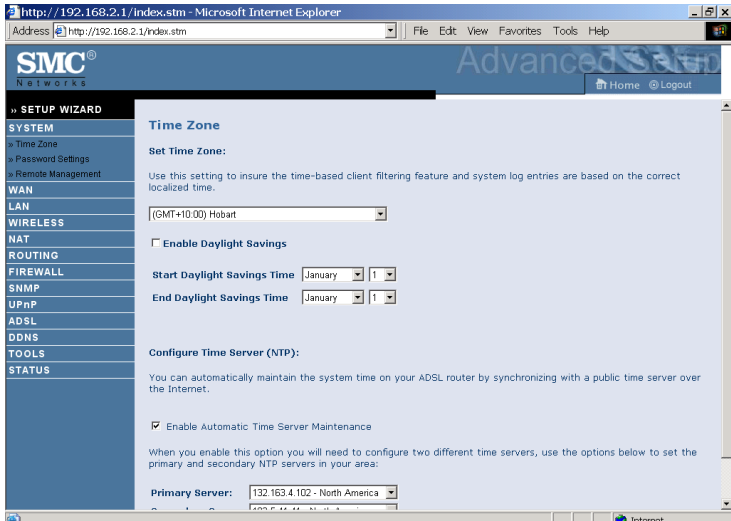 http://192.168.2.1/index.stm - Microsoft Internet Explorer
Address http://192.168.2.1/index.stm File Edit View Favorites Tools Help
SMC®
Networks
Advanced Setup
Home Logout
» SETUP WIZARD
SYSTEM
» Time Zone
» Password Settings
» Remote Management
WAN
LAN
WIRELESS
NAT
ROUTING
FIREWALL
SNMP
UPnP
ADSL
DDNS
TOOLS
STATUS
Time Zone
Set Time Zone:
Use this setting to insure the time-based client filtering feature and system log entries are based on the correct
localized time.
(GMT+10:00) Hobart
Enable Daylight Savings
Start Daylight Savings Time January 1
End Daylight Savings Time January 1
Configure Time Server (NTP):
You can automatically maintain the system time on your ADSL router by synchronizing with a public time server over
the Internet.
Enable Automatic Time Server Maintenance
When you enable this option you will need to configure two different time servers, use the options below to set the
primary and secondary NTP servers in your area:
Primary Server: 132.163.4.102 - North America
Internet